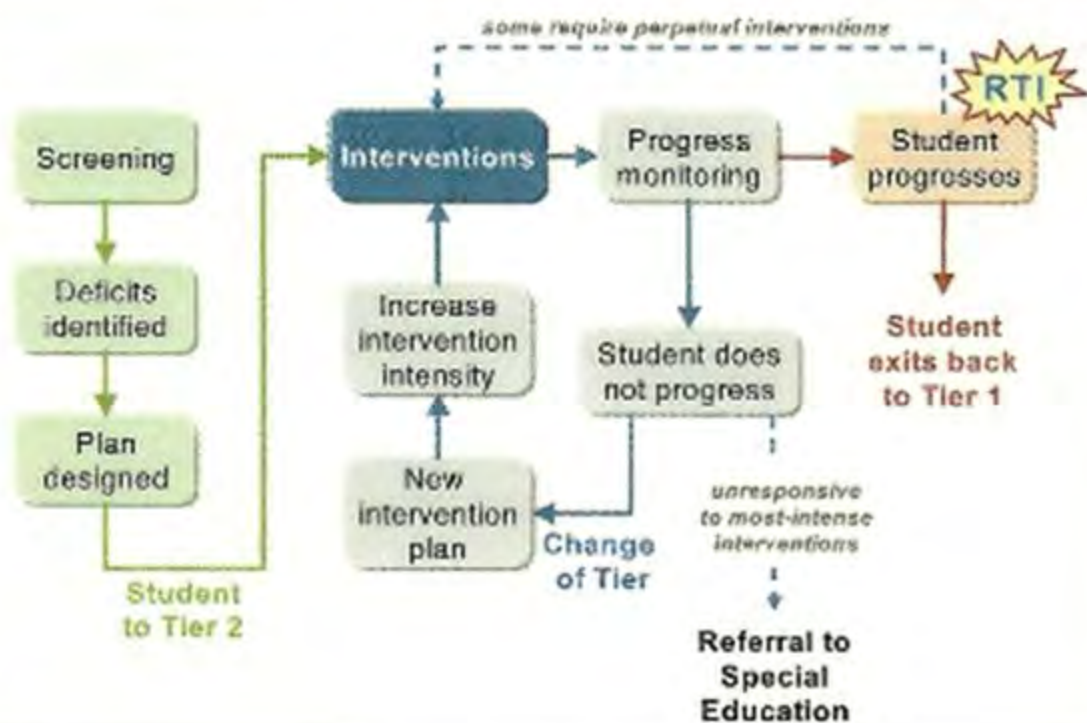 some require perpetual interventions
RTI
Screening
Interventions
Progress
monitoring
Student
progresses
Deficits
identified
Increase
intervention
intensity
Student does
not progress
Student
exits back
to Tier 1
Plan
designed
New
intervention
plan
unresponsive
to most-intense
interventions
Change
of Tier
Student
to Tier 2
Referral to
Special
Education